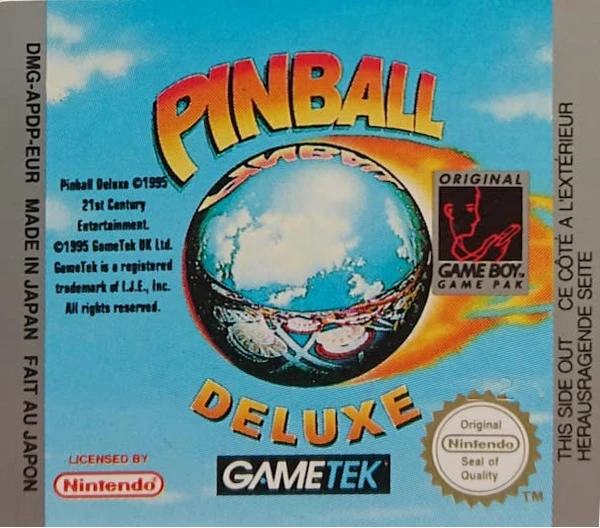 DMG-APDP-EUR MADE IN JAPAN FAIT AU JAPON
PINBALL
Pinball Deluxe ©1995
21st Century
Entertainment.
©1995 GameTek UK Ltd.
GameTek is a registered
trademark of I.J.E., Inc.
All rights reserved.
ORIGINAL
GAME BOY™
GAME PAK
DELUXE
LICENSED BY
Nintendo
GAMETEK
Original
Nintendo
Seal of
Quality
TM
THIS SIDE OUT CE CÔTÉ A L'EXTÉRIEUR
HERAUSRAGENDE SEITE